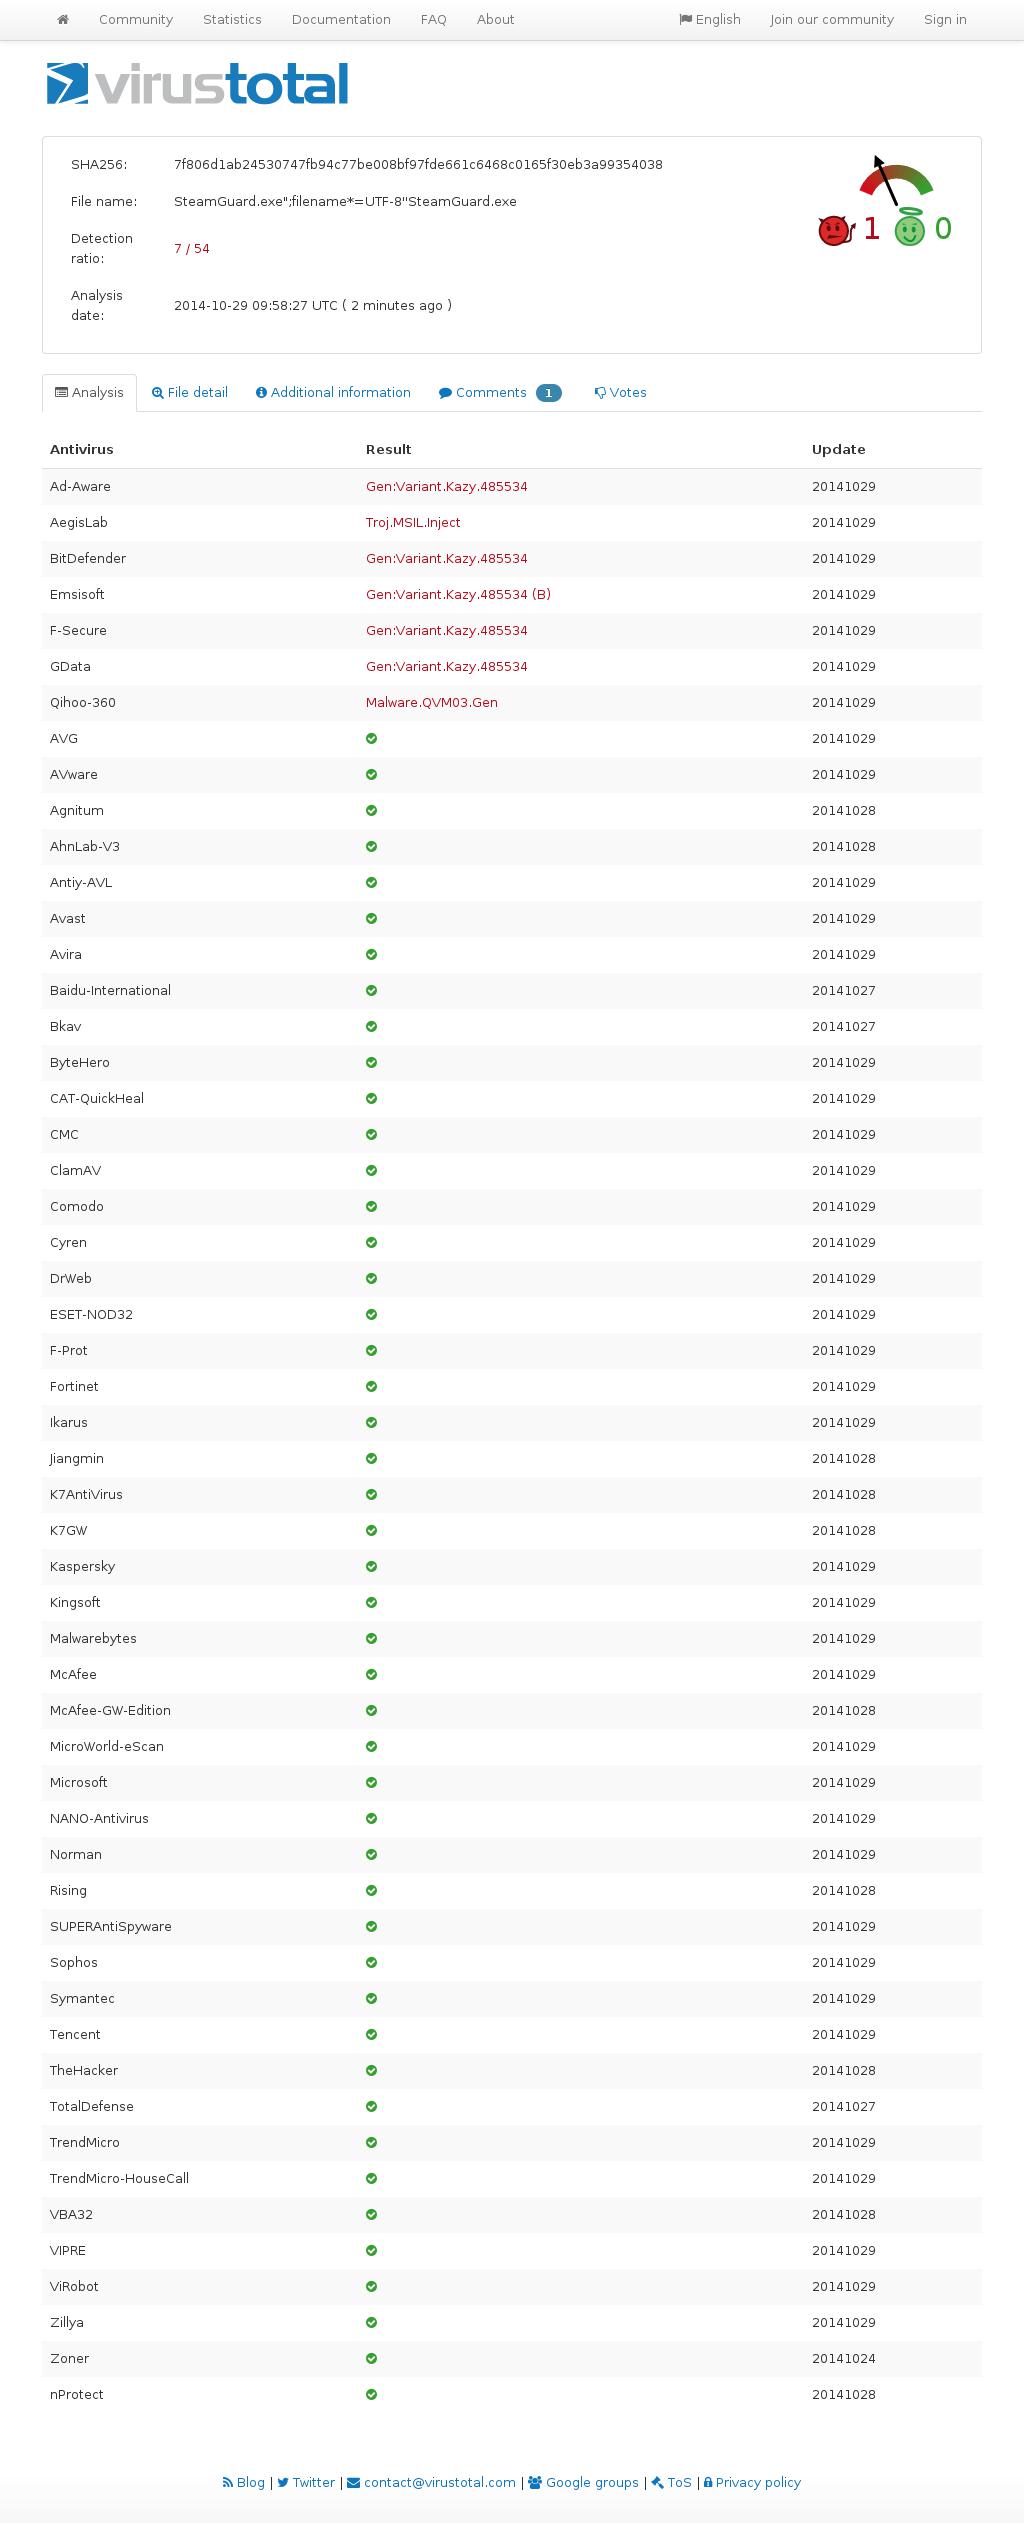 Community Statistics Documentation FAQ About English Join our community Sign in
virustotal
SHA256: 7f806d1ab24530747fb94c77be008bf97fde661c6468c0165f30eb3a99354038
File name: SteamGuard.exe";filename*=UTF-8''SteamGuard.exe
Detection ratio: 7 / 54
Analysis date: 2014-10-29 09:58:27 UTC ( 2 minutes ago )
1 0
Analysis File detail Additional information Comments 1 Votes
Antivirus Result Update
Ad-Aware Gen:Variant.Kazy.485534 20141029
AegisLab Troj.MSIL.Inject 20141029
BitDefender Gen:Variant.Kazy.485534 20141029
Emsisoft Gen:Variant.Kazy.485534 (B) 20141029
F-Secure Gen:Variant.Kazy.485534 20141029
GData Gen:Variant.Kazy.485534 20141029
Qihoo-360 Malware.QVM03.Gen 20141029
AVG 20141029
AVware 20141029
Agnitum 20141028
AhnLab-V3 20141028
Antiy-AVL 20141029
Avast 20141029
Avira 20141029
Baidu-International 20141027
Bkav 20141027
ByteHero 20141029
CAT-QuickHeal 20141029
CMC 20141029
ClamAV 20141029
Comodo 20141029
Cyren 20141029
DrWeb 20141029
ESET-NOD32 20141029
F-Prot 20141029
Fortinet 20141029
Ikarus 20141029
Jiangmin 20141028
K7AntiVirus 20141028
K7GW 20141028
Kaspersky 20141029
Kingsoft 20141029
Malwarebytes 20141029
McAfee 20141029
McAfee-GW-Edition 20141028
MicroWorld-eScan 20141029
Microsoft 20141029
NANO-Antivirus 20141029
Norman 20141029
Rising 20141028
SUPERAntiSpyware 20141029
Sophos 20141029
Symantec 20141029
Tencent 20141029
TheHacker 20141028
TotalDefense 20141027
TrendMicro 20141029
TrendMicro-HouseCall 20141029
VBA32 20141028
VIPRE 20141029
ViRobot 20141029
Zillya 20141029
Zoner 20141024
nProtect 20141028
Blog | Twitter | contact@virustotal.com | Google groups | ToS | Privacy policy